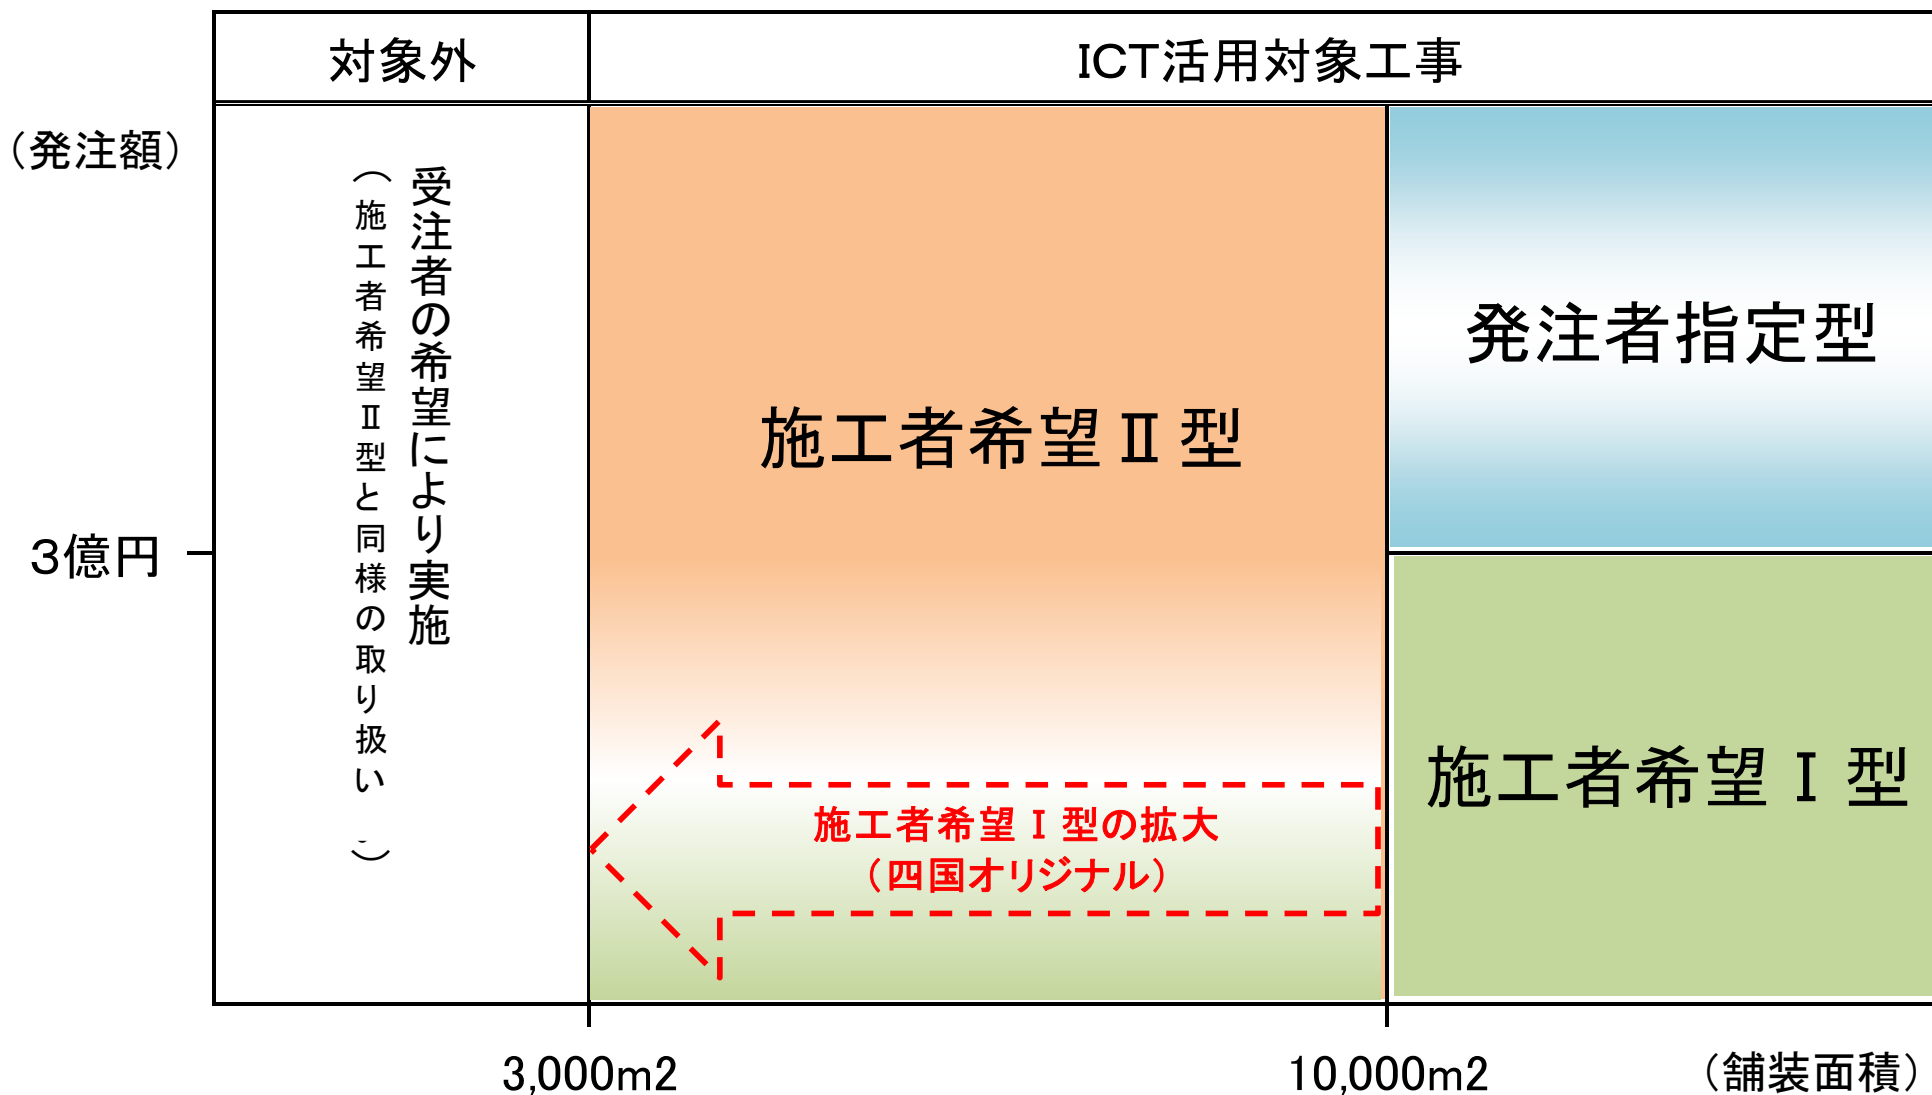 対象外
ICT活用対象工事
（発注額）
受注者の希望により実施
（施工者希望Ⅱ型と同様の取り扱い）
施工者希望Ⅱ型
発注者指定型
3億円
施工者希望Ⅰ型
施工者希望Ⅰ型の拡大
（四国オリジナル）
3,000m2
10,000m2
（舗装面積）